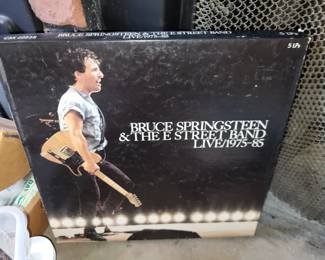 BRUCE SPRINGSTEEN & THE E STREET BAND LIVE/1975-85
5 LPs
BRUCE SPRINGSTEEN
& THE E STREET BAND
LIVE/1975-85